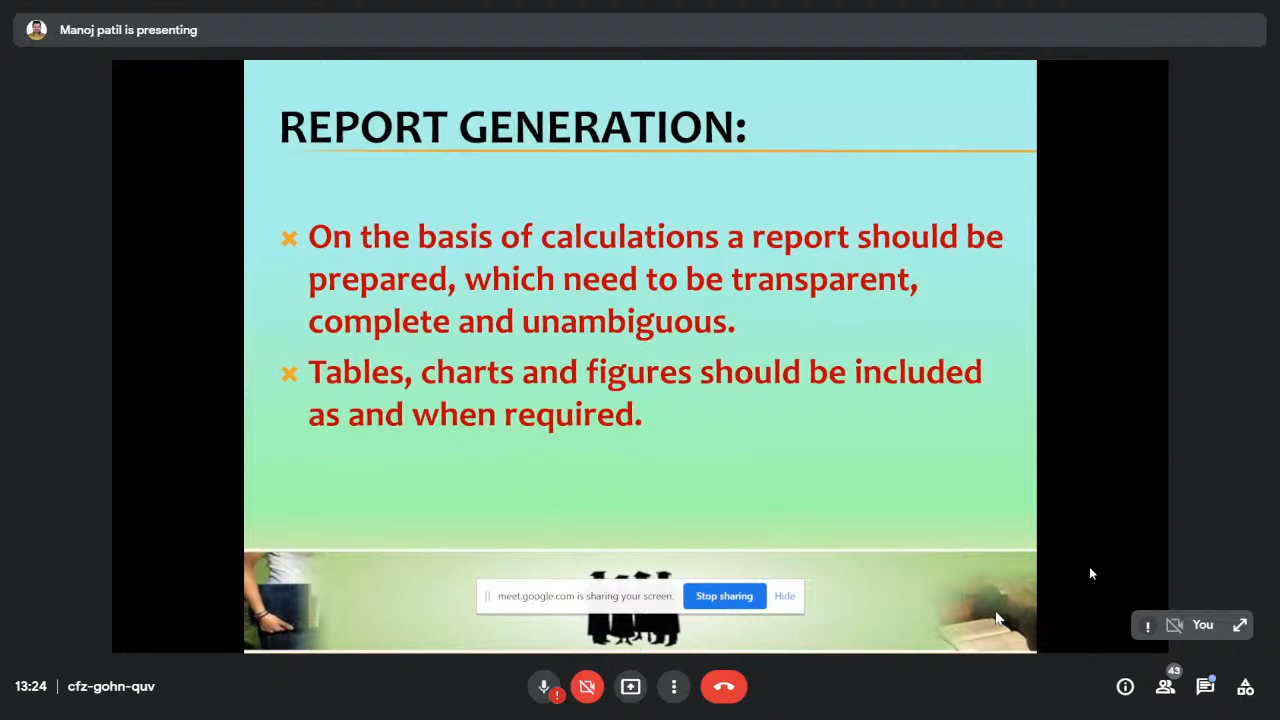 Manoj patil is presenting
REPORT GENERATION:
On the basis of calculations a report should be
prepared, which need to be transparent,
complete and unambiguous.
Tables, charts and figures should be included
as and when required.
meet.google.com is sharing your screen.
Stop sharing
Hide
You
13:24 | cfz-gohn-quv
43